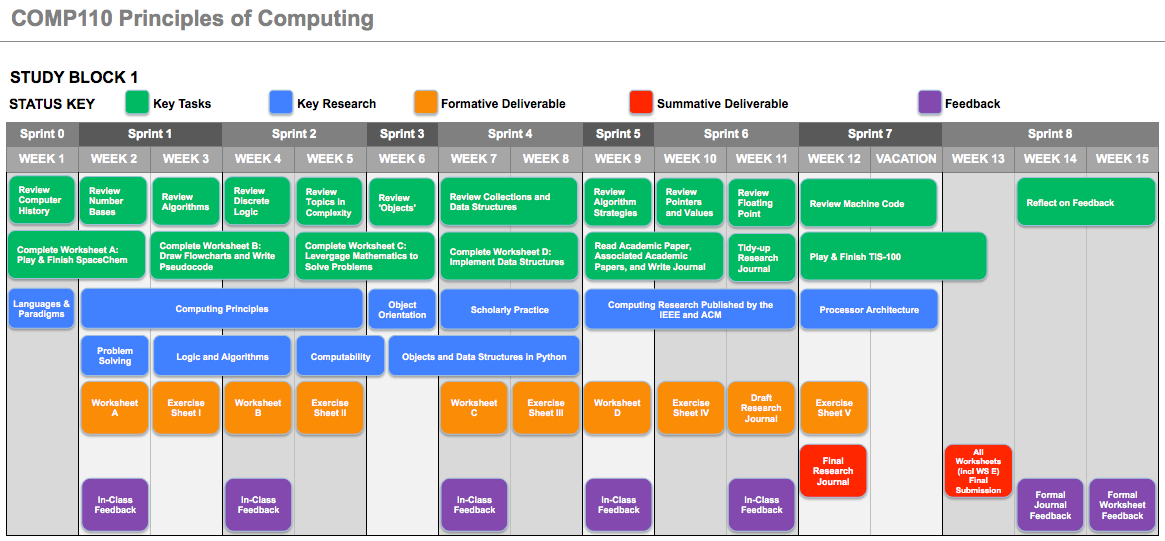 COMP110 Principles of Computing
STUDY BLOCK 1
STATUS KEY
Key Tasks
Key Research
Formative Deliverable
Summative Deliverable
Feedback
Sprint 0
Sprint 1
Sprint 2
Sprint 3
Sprint 4
Sprint 5
Sprint 6
Sprint 7
Sprint 8
WEEK 1
WEEK 2
WEEK 3
WEEK 4
WEEK 5
WEEK 6
WEEK 7
WEEK 8
WEEK 9
WEEK 10
WEEK 11
WEEK 12
VACATION
WEEK 13
WEEK 14
WEEK 15
Review
Computer
History
Review
Number
Bases
Review
Algorithms
Review
Discrete
Logic
Review
Topics in
Complexity
Review
'Objects'
Review Collections and
Data Structures
Review
Algorithm
Strategies
Review
Pointers
and Values
Review
Floating
Point
Review Machine Code
Reflect on Feedback
Complete Worksheet A:
Play & Finish SpaceChem
Complete Worksheet B:
Draw Flowcharts and Write
Pseudocode
Complete Worksheet C:
Levergage Mathematics to
Solve Problems
Complete Worksheet D:
Implement Data Structures
Read Academic Paper,
Associated Academic
Papers, and Write Journal
Tidy-up
Research
Journal
Play & Finish TIS-100
Languages &
Paradigms
Computing Principles
Object
Orientation
Scholarly Practice
Computing Research Published by the
IEEE and ACM
Processor Architecture
Problem
Solving
Logic and Algorithms
Computability
Objects and Data Structures in Python
Worksheet
A
Exercise
Sheet I
Worksheet
B
Exercise
Sheet II
Worksheet
C
Exercise
Sheet III
Worksheet
D
Exercise
Sheet IV
Draft
Research
Journal
Exercise
Sheet V
Final
Research
Journal
All
Worksheets
(incl WS E)
Final
Submission
In-Class
Feedback
In-Class
Feedback
In-Class
Feedback
In-Class
Feedback
In-Class
Feedback
Formal
Journal
Feedback
Formal
Worksheet
Feedback